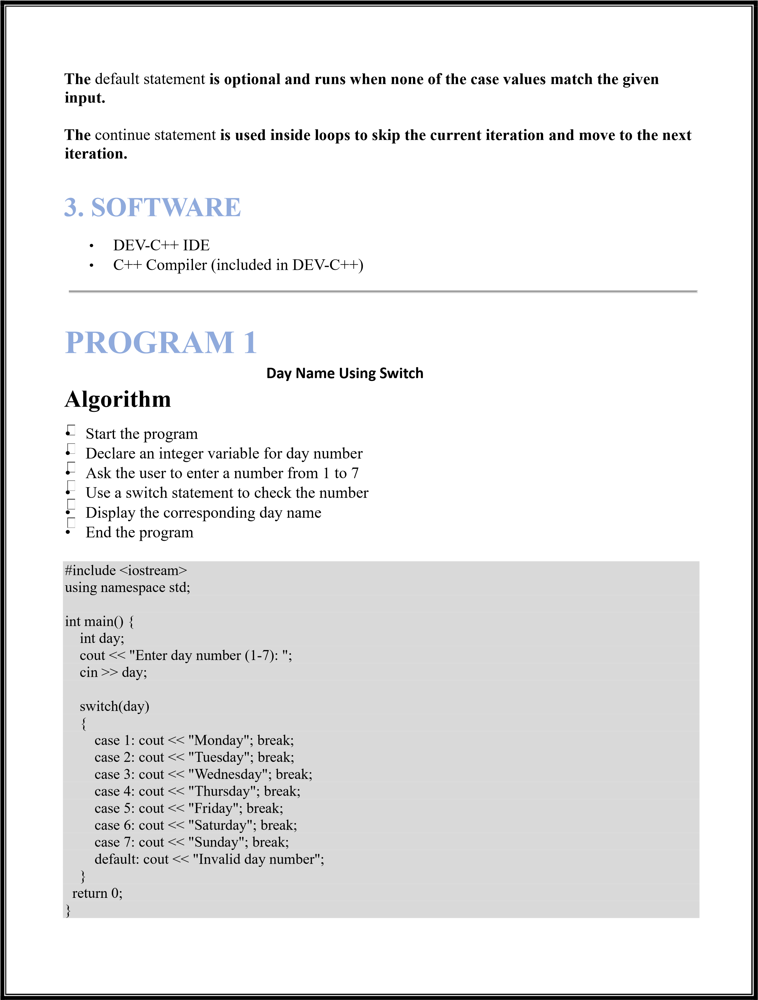 The default statement is optional and runs when none of the case values match the given
input.
The continue statement is used inside loops to skip the current iteration and move to the next
iteration.
3. SOFTWARE
• DEV-C++ IDE
• C++ Compiler (included in DEV-C++)
PROGRAM 1
Day Name Using Switch
Algorithm
• Start the program
• Declare an integer variable for day number
• Ask the user to enter a number from 1 to 7
• Use a switch statement to check the number
• Display the corresponding day name
• End the program
#include <iostream>
using namespace std;
int main() {
    int day;
    cout << "Enter day number (1-7): ";
    cin >> day;
    switch(day)
    {
        case 1: cout << "Monday"; break;
        case 2: cout << "Tuesday"; break;
        case 3: cout << "Wednesday"; break;
        case 4: cout << "Thursday"; break;
        case 5: cout << "Friday"; break;
        case 6: cout << "Saturday"; break;
        case 7: cout << "Sunday"; break;
        default: cout << "Invalid day number";
    }
  return 0;
}